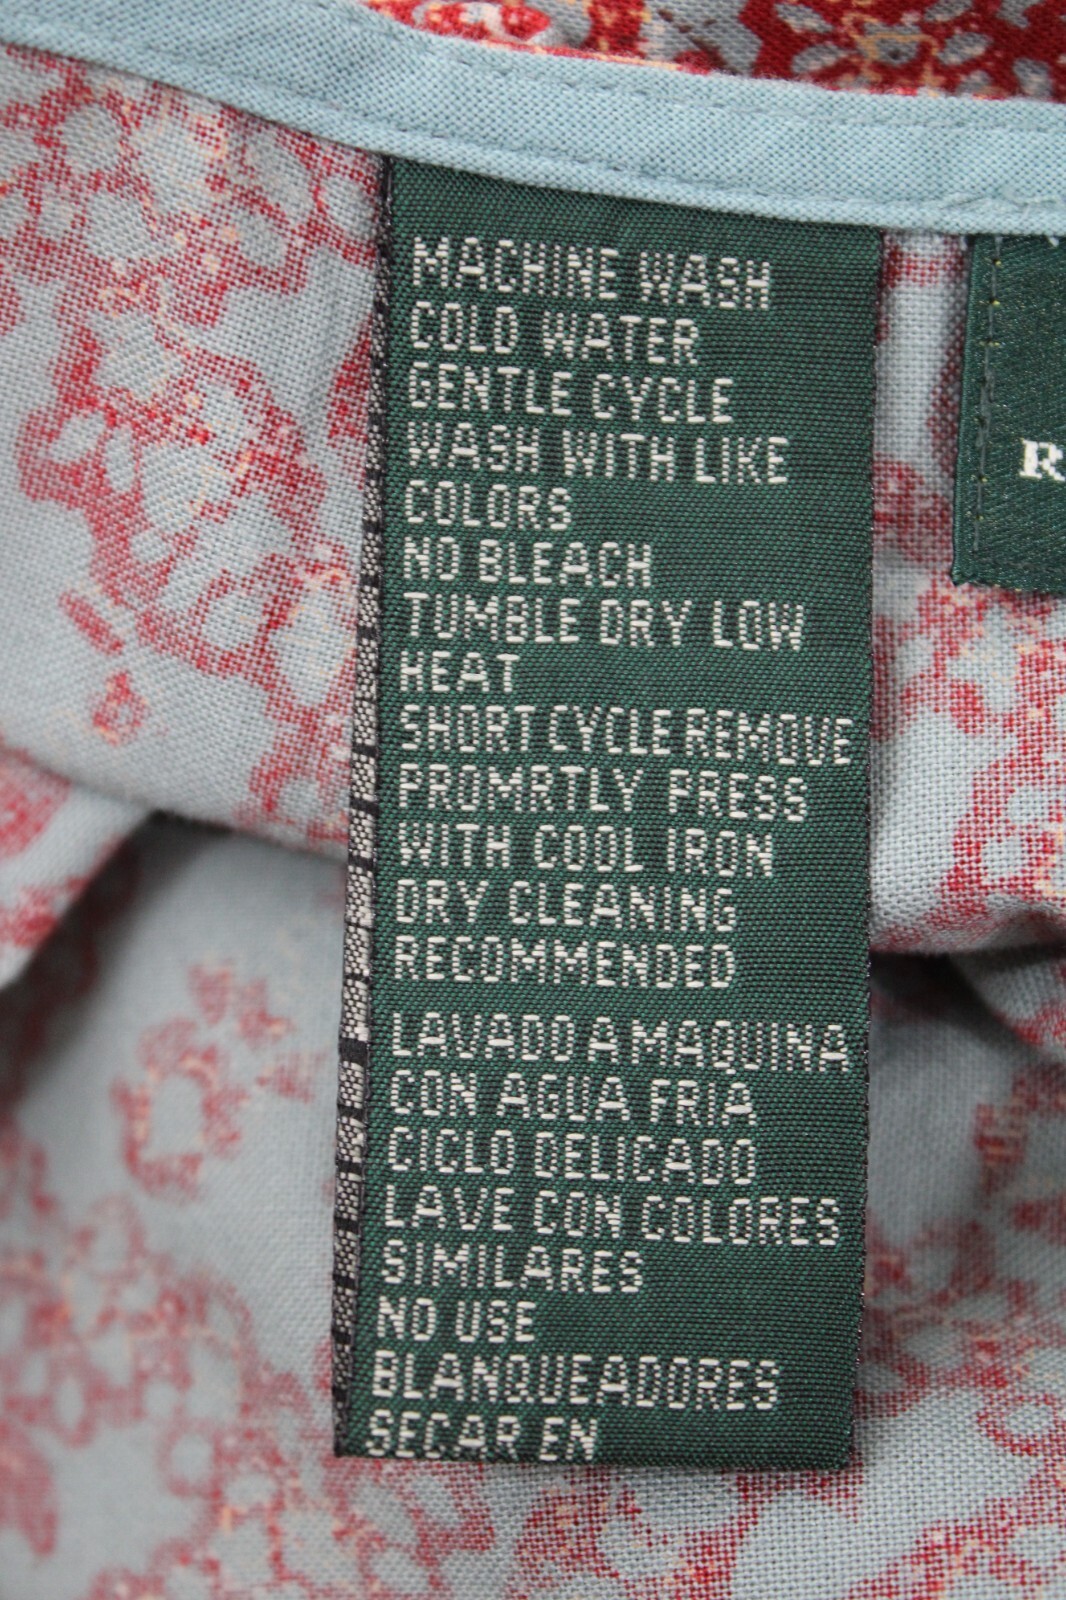 MACHINE WASH
COLD WATER
GENTLE CYCLE
WASH WITH LIKE
COLORS
NO BLEACH
TUMBLE DRY LOW
HEAT
SHORT CYCLE REMOUE
PROMRTLY PRESS
WITH COOL IRON
DRY CLEANING
RECOMMENDED
LAVADO A MAQUINA
CON AGUA FRIA
CICLO DELICADO
LAVE CON COLORES
SIMILARES
NO USE
BLANQUEADORES
SECAR EN
R